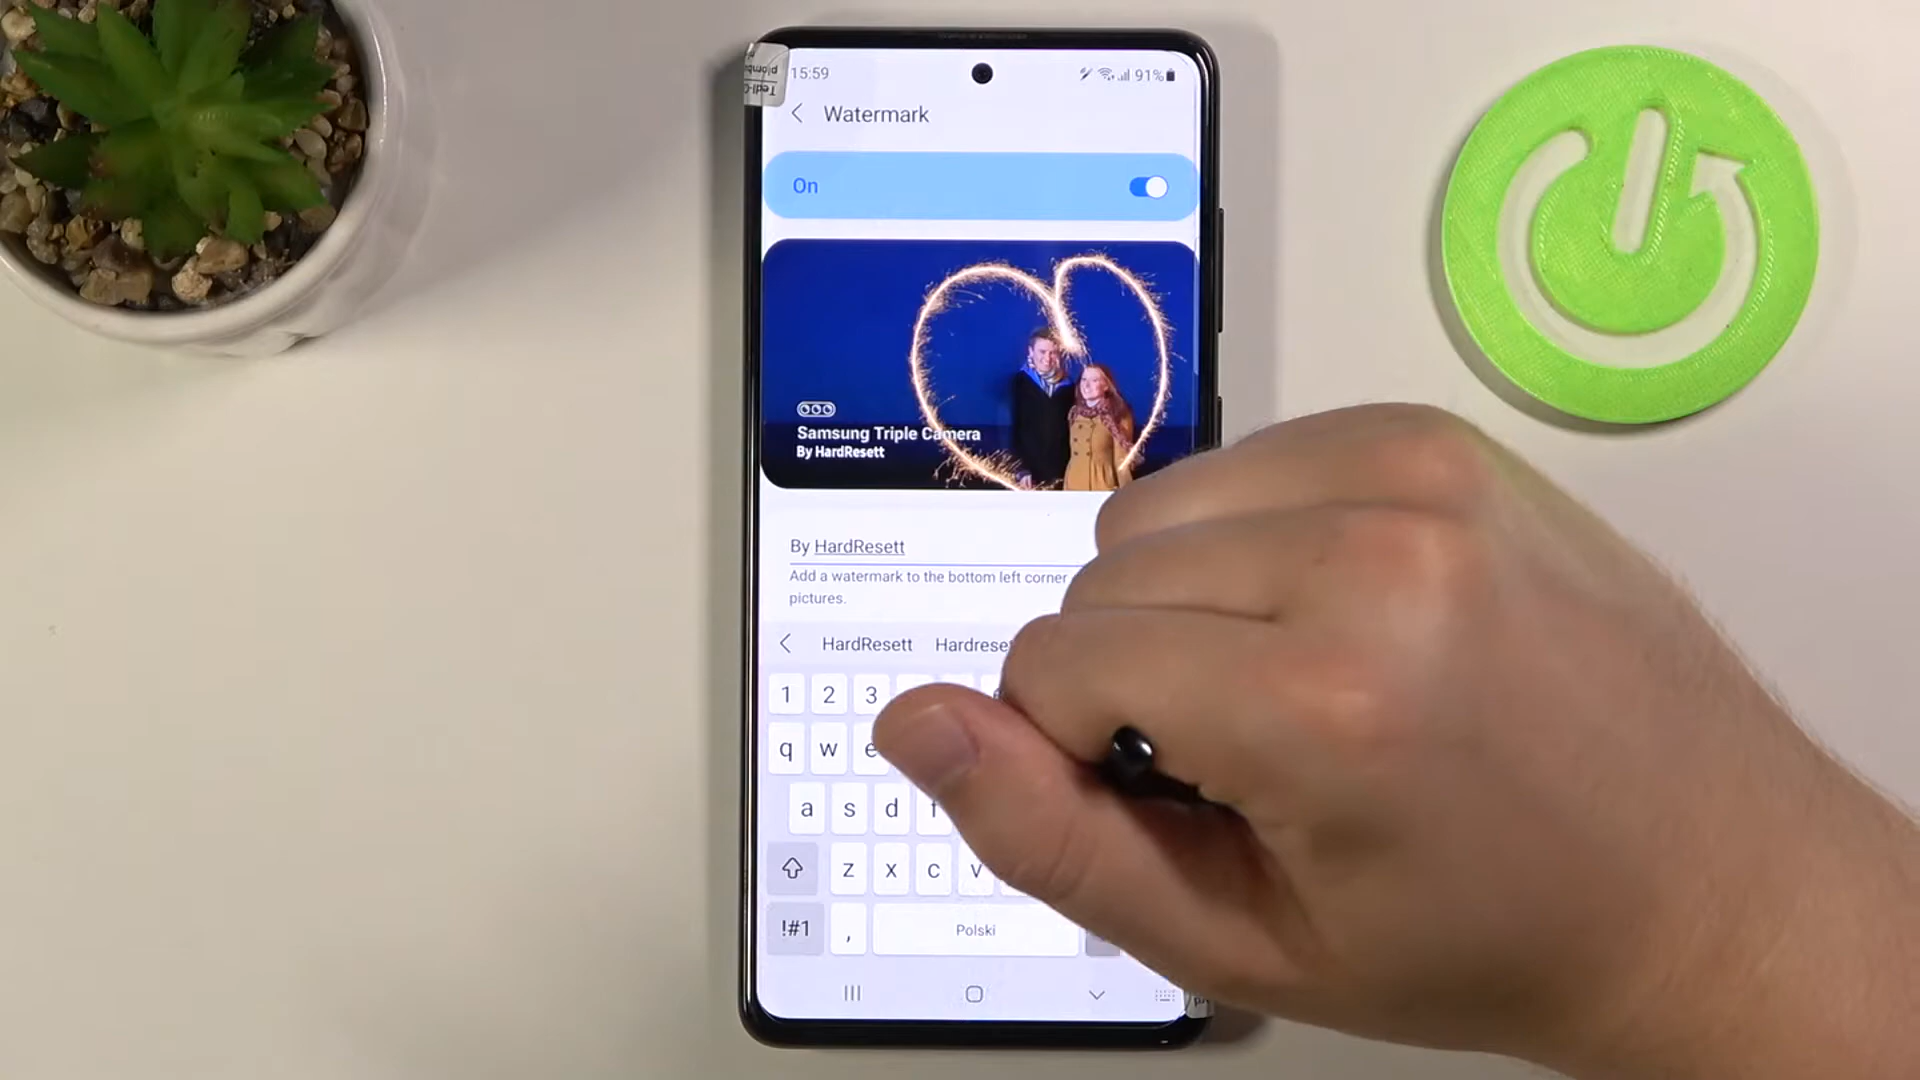 15:59
91%
Watermark
On
Samsung Triple Camera
By HardResett
By HardResett
Add a watermark to the bottom left corner
pictures.
HardResett
1 2 3
q w e
a s d f
z x c v
!#1 , Polski